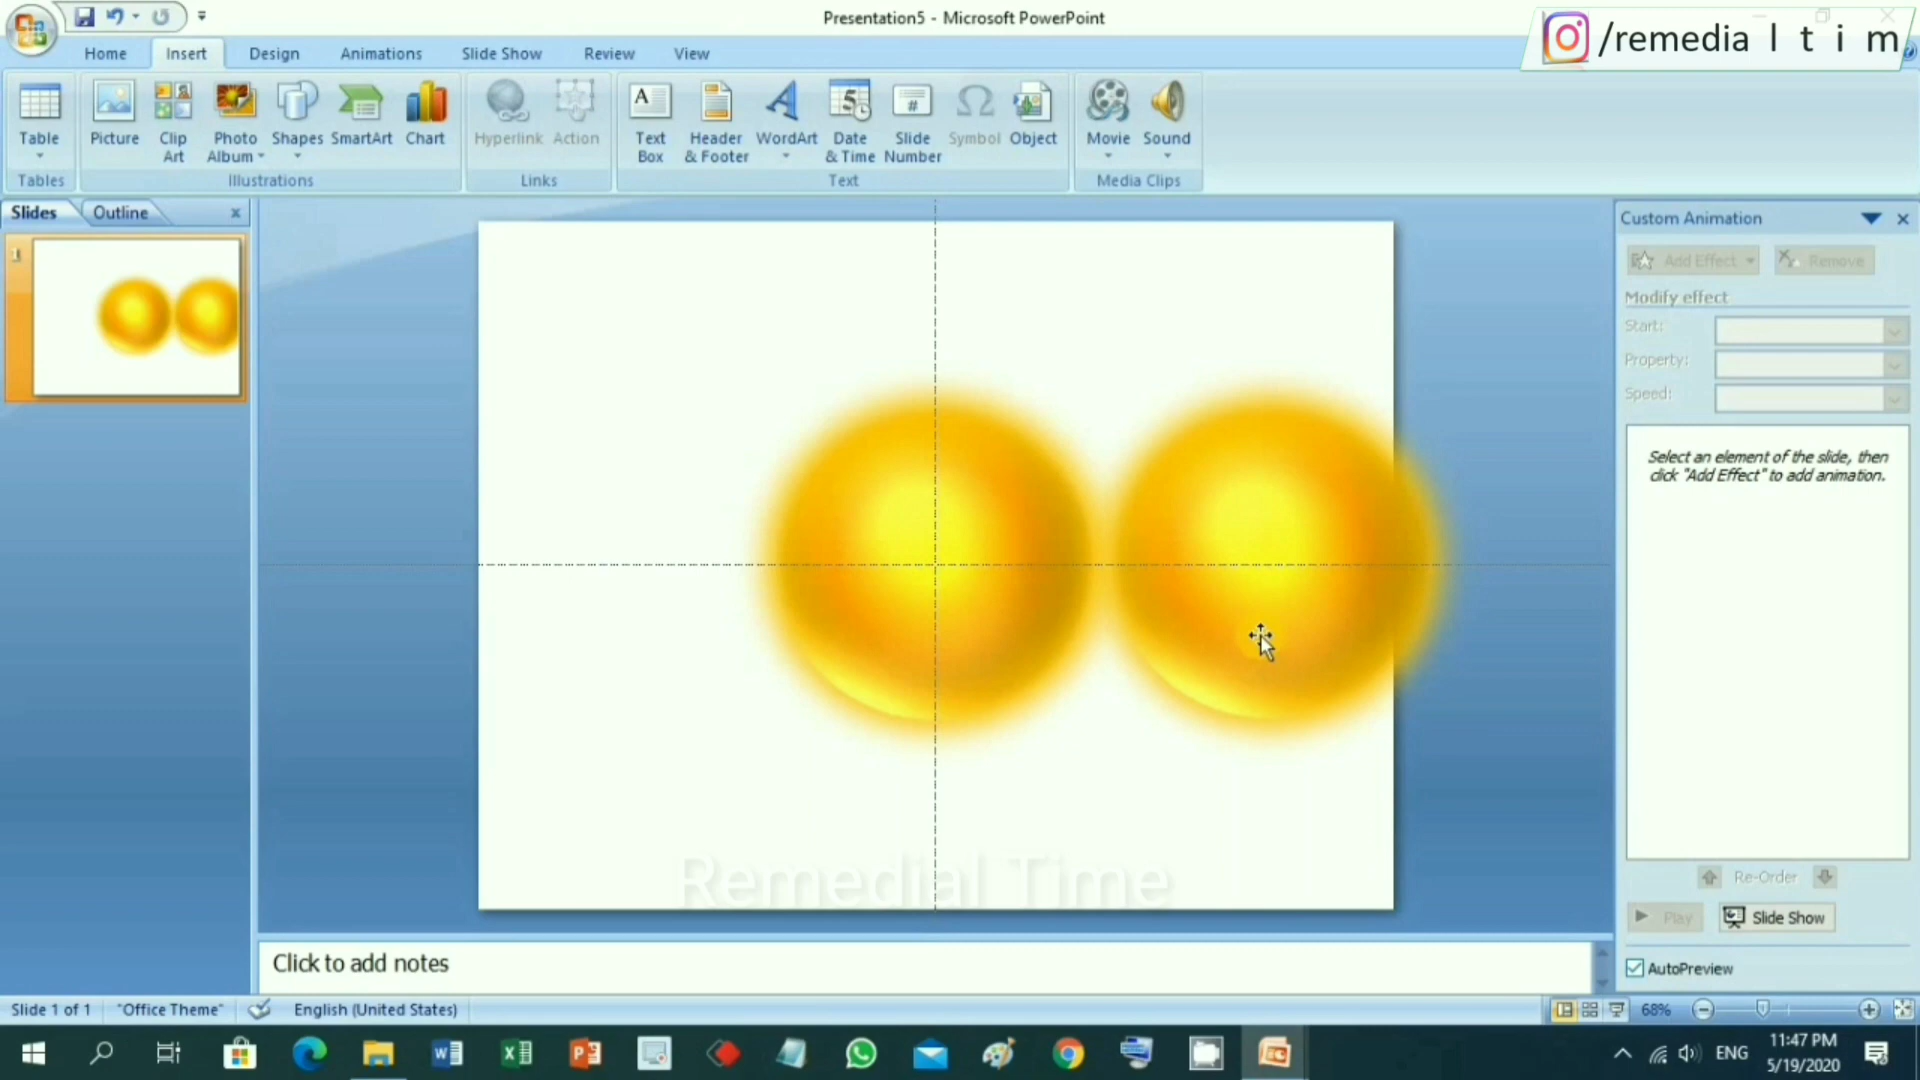 Presentation5 - Microsoft PowerPoint
/remedia l t i m
Home Insert Design Animations Slide Show Review View
Table Picture Clip Art Photo Album Shapes SmartArt Chart Hyperlink Action Text Box Header & Footer WordArt Date & Time Slide Number Symbol Object Movie Sound
Tables Illustrations Links Text Media Clips
Slides Outline
1
Custom Animation
Add Effect Remove
Modify effect
Start:
Property:
Speed:
Select an element of the slide, then
click "Add Effect" to add animation.
Re-Order
Play Slide Show
AutoPreview
Remedial Time
Click to add notes
Slide 1 of 1 "Office Theme" English (United States) 68%
ENG
11:47 PM
5/19/2020